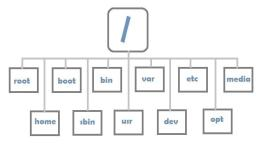 /
root boot bin var etc media
home sbin usr dev opt